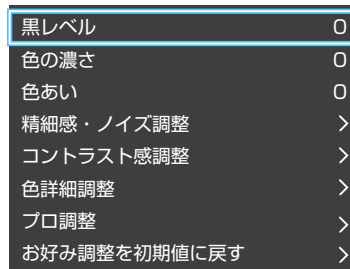 黒レベル 0
色の濃さ 0
色あい 0
精細感・ノイズ調整 >
コントラスト感調整 >
色詳細調整 >
プロ調整 >
お好み調整を初期値に戻す >